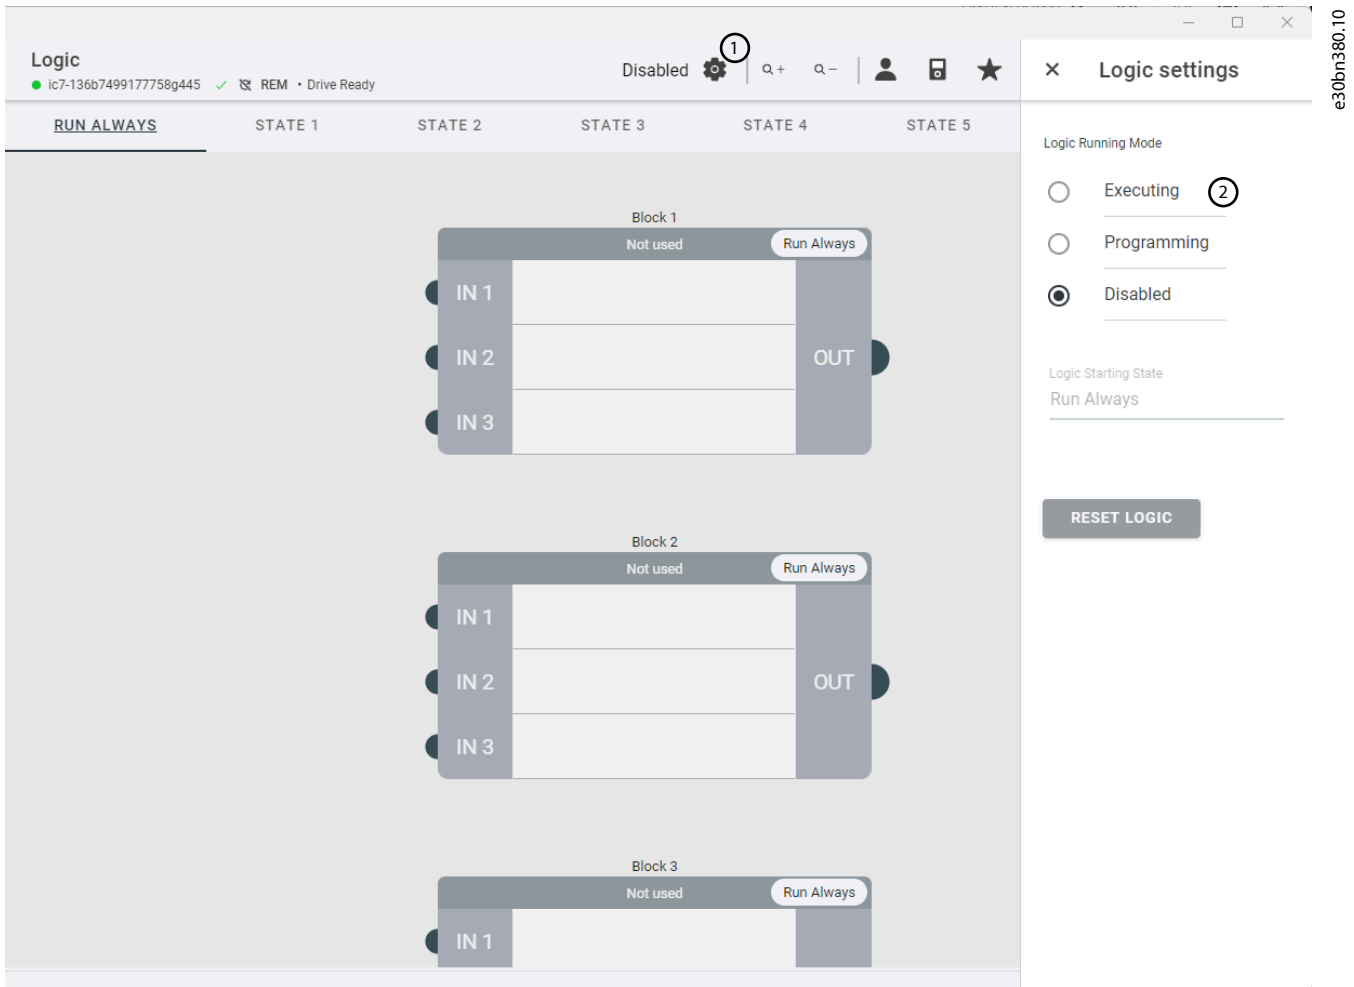 Logic
ic7-136b7499177758g445 REM • Drive Ready
Disabled
1
Logic settings
RUN ALWAYS STATE 1 STATE 2 STATE 3 STATE 4 STATE 5
Block 1
Not used Run Always
IN 1
IN 2 OUT
IN 3
Block 2
Not used Run Always
IN 1
IN 2 OUT
IN 3
Block 3
Not used Run Always
IN 1
Logic Running Mode
Executing 2
Programming
Disabled
Logic Starting State
Run Always
RESET LOGIC
e30bn380.10